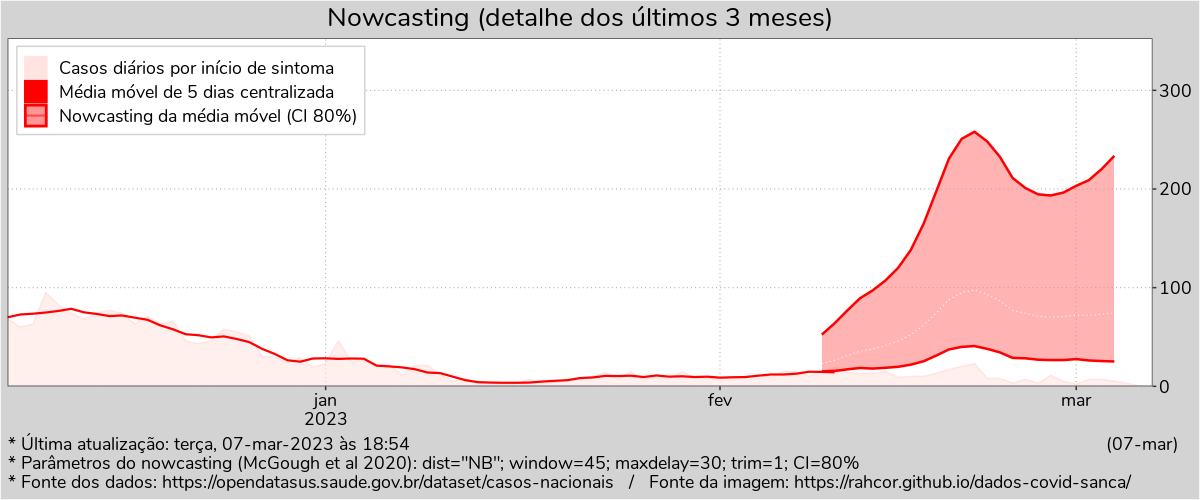 Nowcasting (detalhe dos últimos 3 meses)
Casos diários por início de sintoma
Média móvel de 5 dias centralizada
Nowcasting da média móvel (CI 80%)
300
200
100
0
jan
2023
fev
mar
* Última atualização: terça, 07-mar-2023 às 18:54
(07-mar)
* Parâmetros do nowcasting (McGough et al 2020): dist="NB"; window=45; maxdelay=30; trim=1; CI=80%
* Fonte dos dados: https://opendatasus.saude.gov.br/dataset/casos-nacionais / Fonte da imagem: https://rahcor.github.io/dados-covid-sanca/